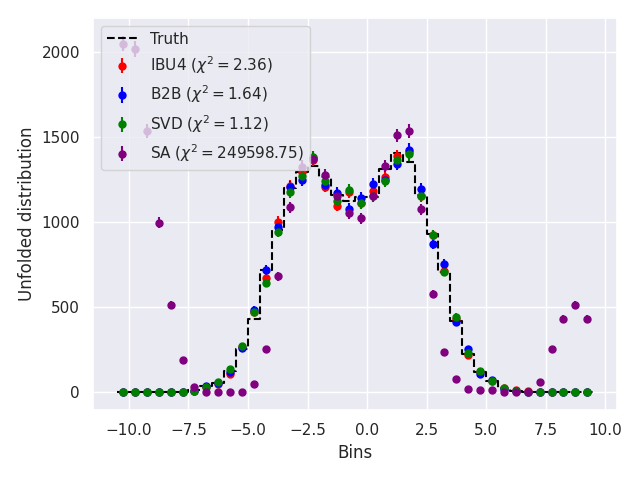 Truth
IBU4 (χ² = 2.36)
B2B (χ² = 1.64)
SVD (χ² = 1.12)
SA (χ² = 249598.75)
Unfolded distribution
2000
1500
1000
500
0
−10.0 −7.5 −5.0 −2.5 0.0 2.5 5.0 7.5 10.0
Bins